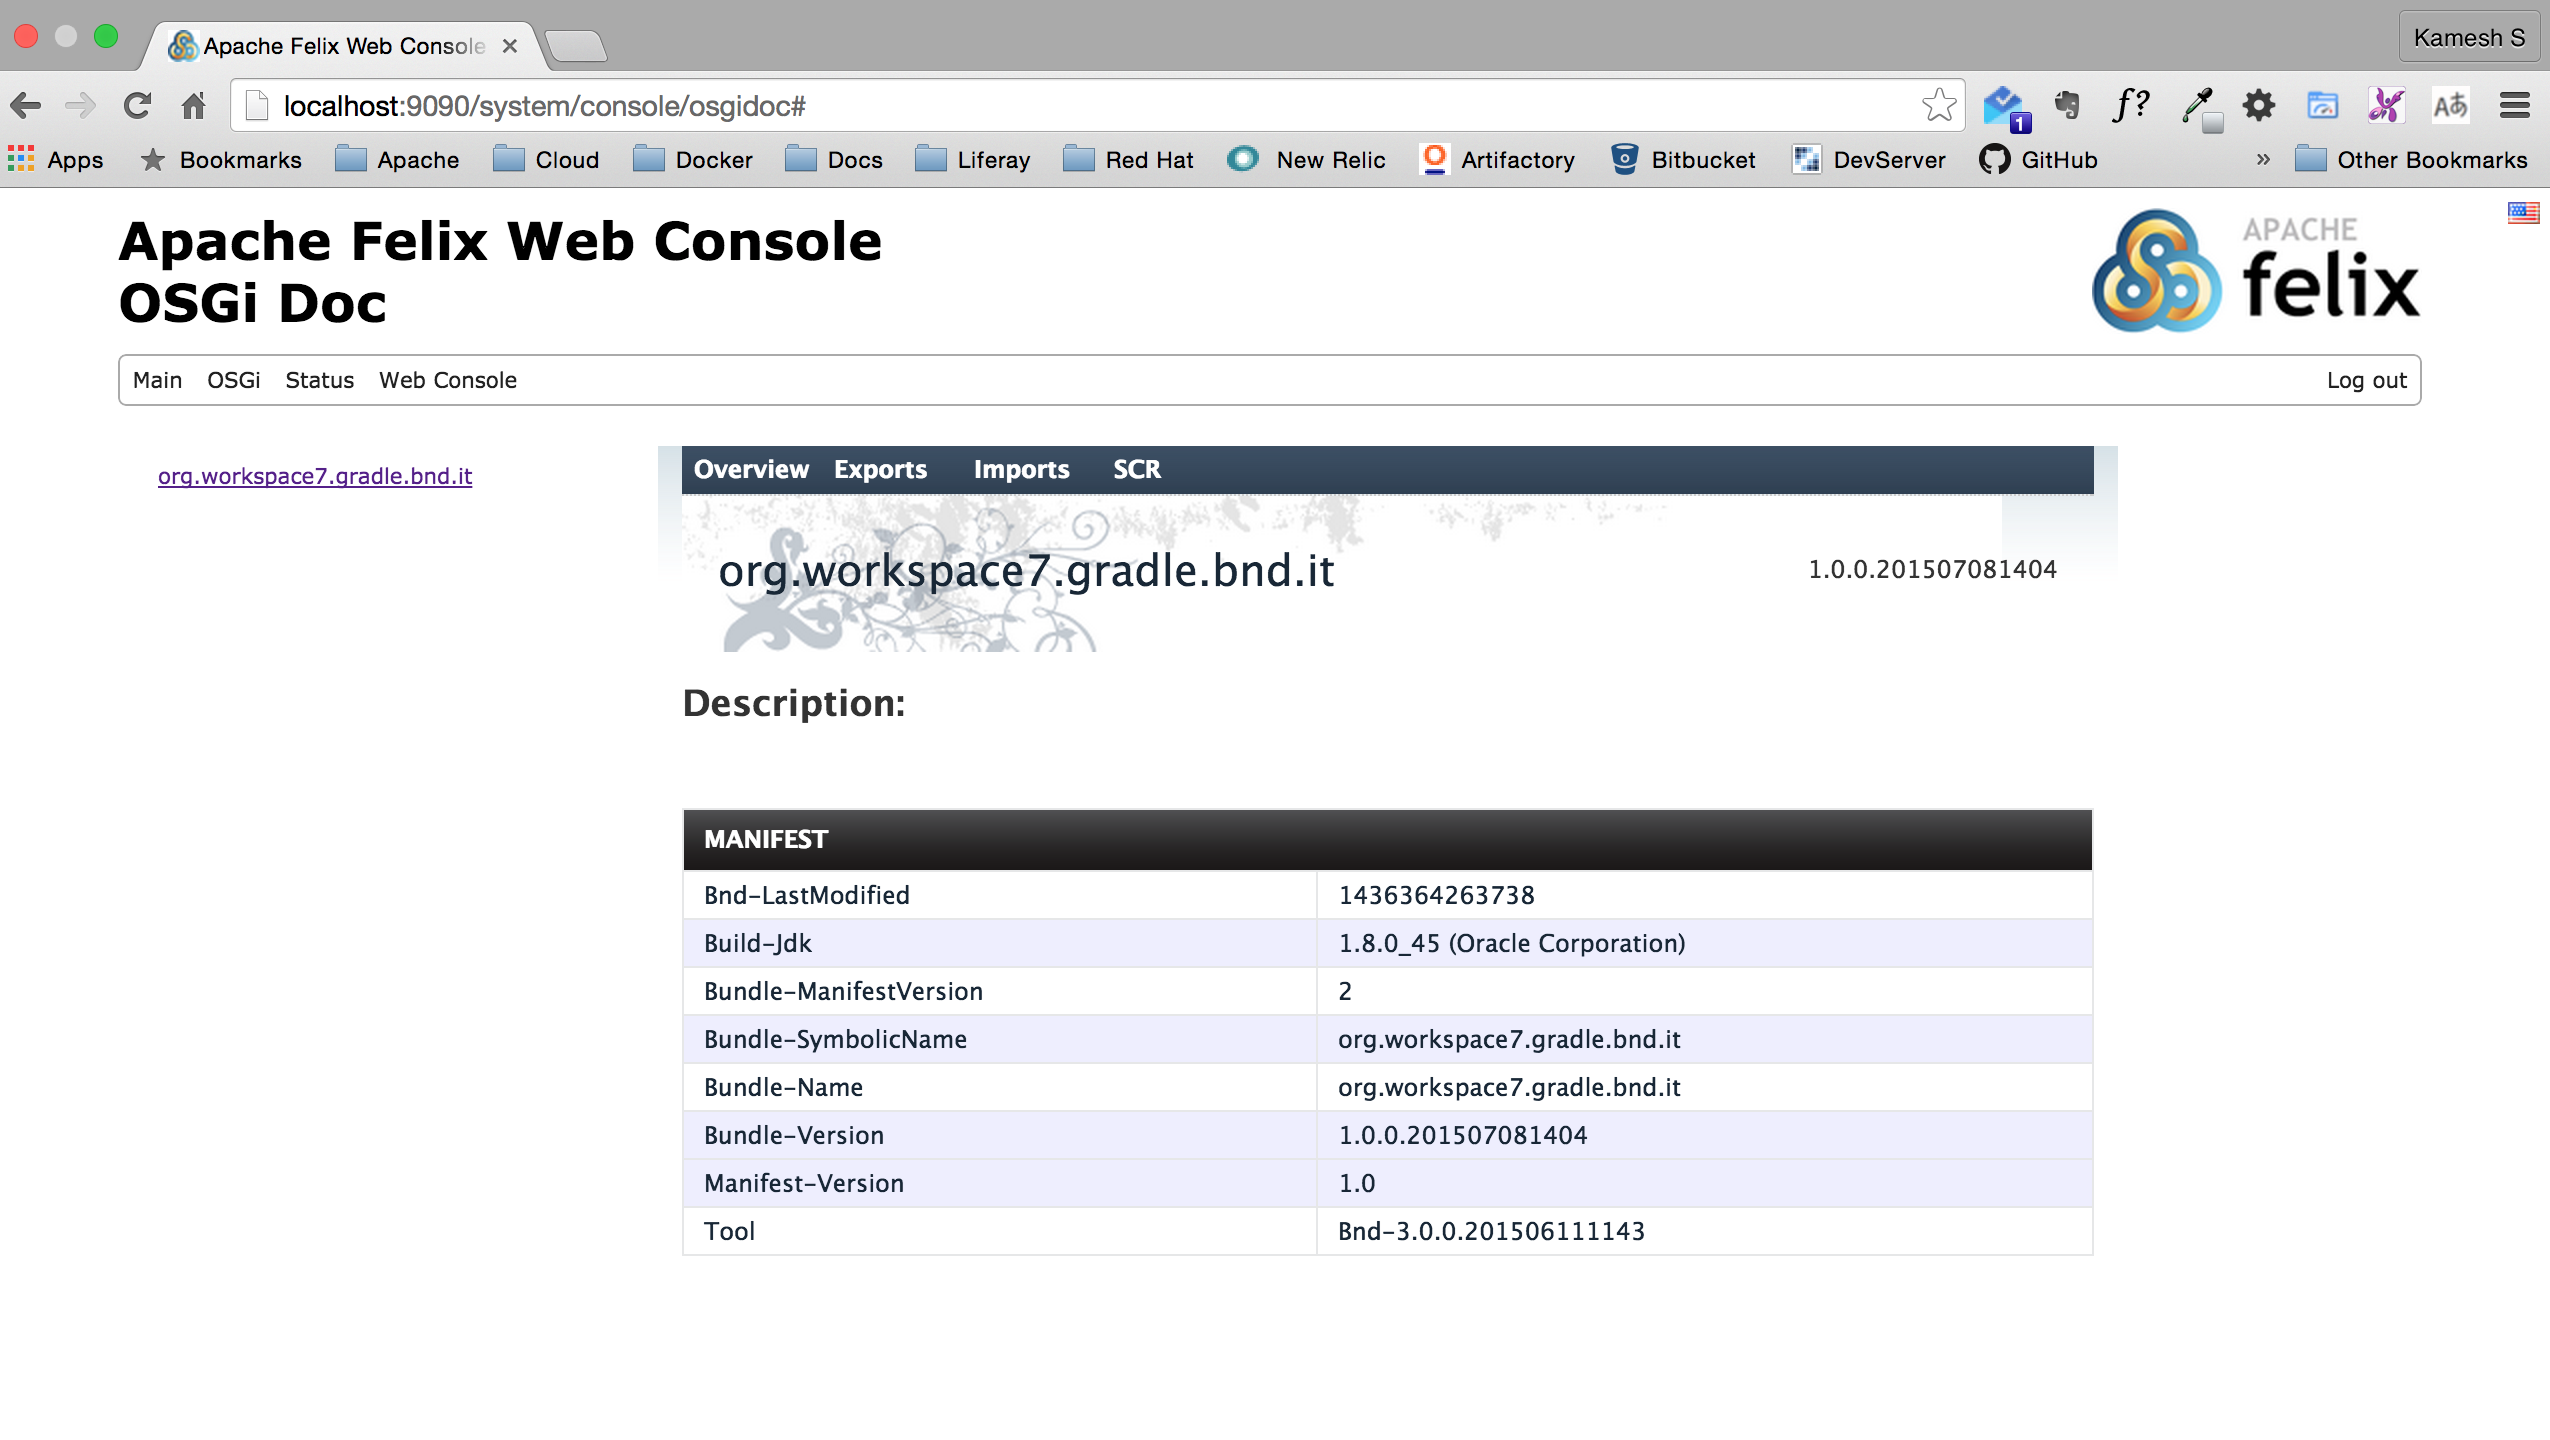 Apache Felix Web Console
Kamesh S
localhost:9090/system/console/osgidoc#
1
f?
Aあ
Apps Bookmarks Apache Cloud Docker Docs Liferay Red Hat New Relic Artifactory Bitbucket DevServer GitHub » Other Bookmarks
Apache Felix Web Console
OSGi Doc
APACHE
felix
Main OSGi Status Web Console Log out
org.workspace7.gradle.bnd.it
Overview Exports Imports SCR
org.workspace7.gradle.bnd.it 1.0.0.201507081404
Description:
MANIFEST
Bnd-LastModified 1436364263738
Build-Jdk 1.8.0_45 (Oracle Corporation)
Bundle-ManifestVersion 2
Bundle-SymbolicName org.workspace7.gradle.bnd.it
Bundle-Name org.workspace7.gradle.bnd.it
Bundle-Version 1.0.0.201507081404
Manifest-Version 1.0
Tool Bnd-3.0.0.201506111143